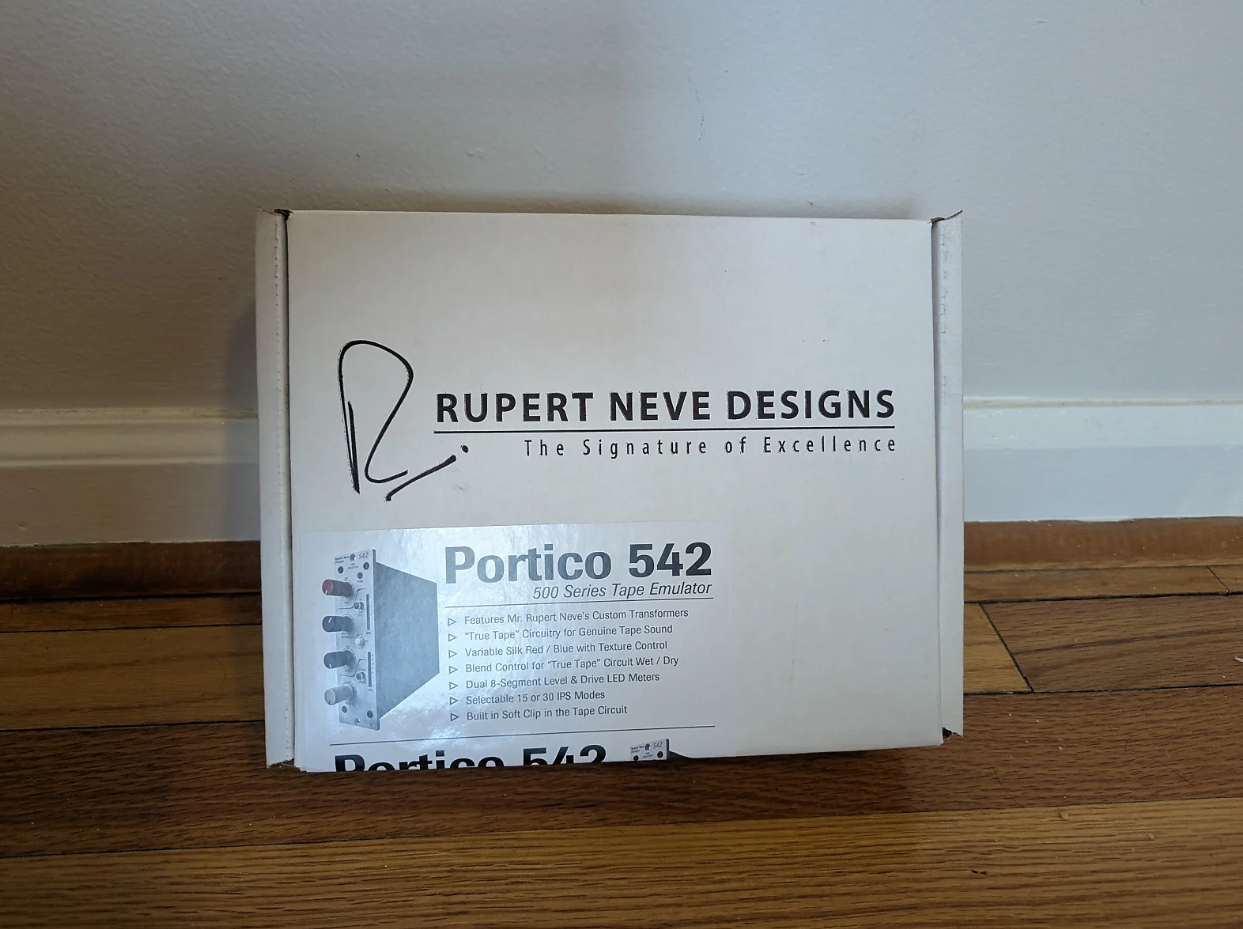 RUPERT NEVE DESIGNS
The Signature of Excellence
Portico 542
500 Series Tape Emulator
▷ Features Mr. Rupert Neve's Custom Transformers
▷ "True Tape" Circuitry for Genuine Tape Sound
▷ Variable Silk Red / Blue with Texture Control
▷ Blend Control for "True Tape" Circuit Wet / Dry
▷ Dual 8-Segment Level & Drive LED Meters
▷ Selectable 15 or 30 IPS Modes
▷ Built in Soft Clip in the Tape Circuit
Portico 542